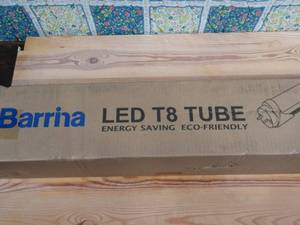 Barrina LED T8 TUBE
ENERGY SAVING ECO-FRIENDLY